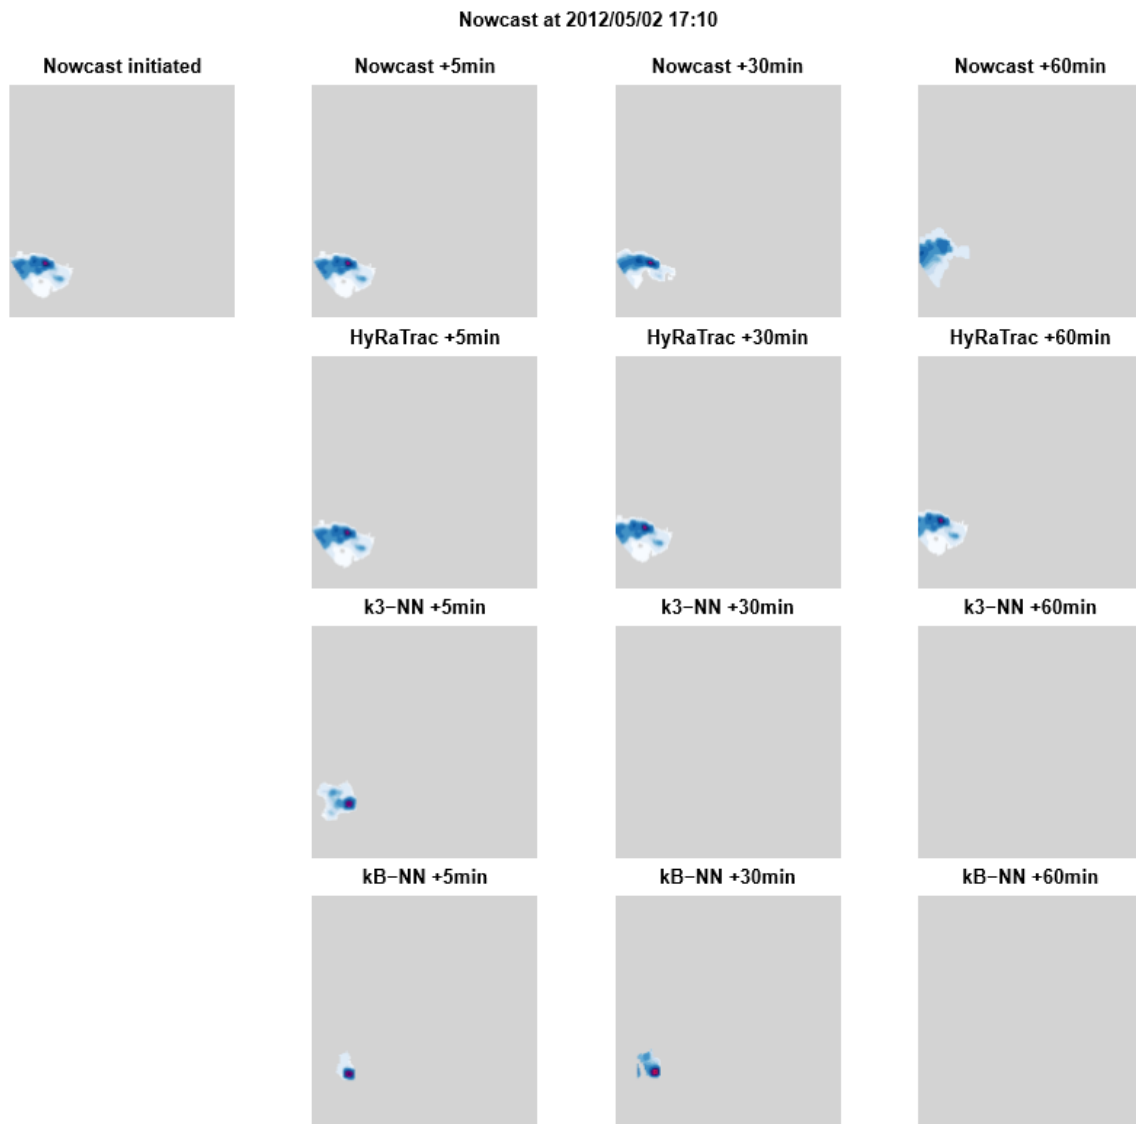 Nowcast at 2012/05/02 17:10
Nowcast initiated
Nowcast +5min
Nowcast +30min
Nowcast +60min
HyRaTrac +5min
HyRaTrac +30min
HyRaTrac +60min
k3−NN +5min
k3−NN +30min
k3−NN +60min
kB−NN +5min
kB−NN +30min
kB−NN +60min